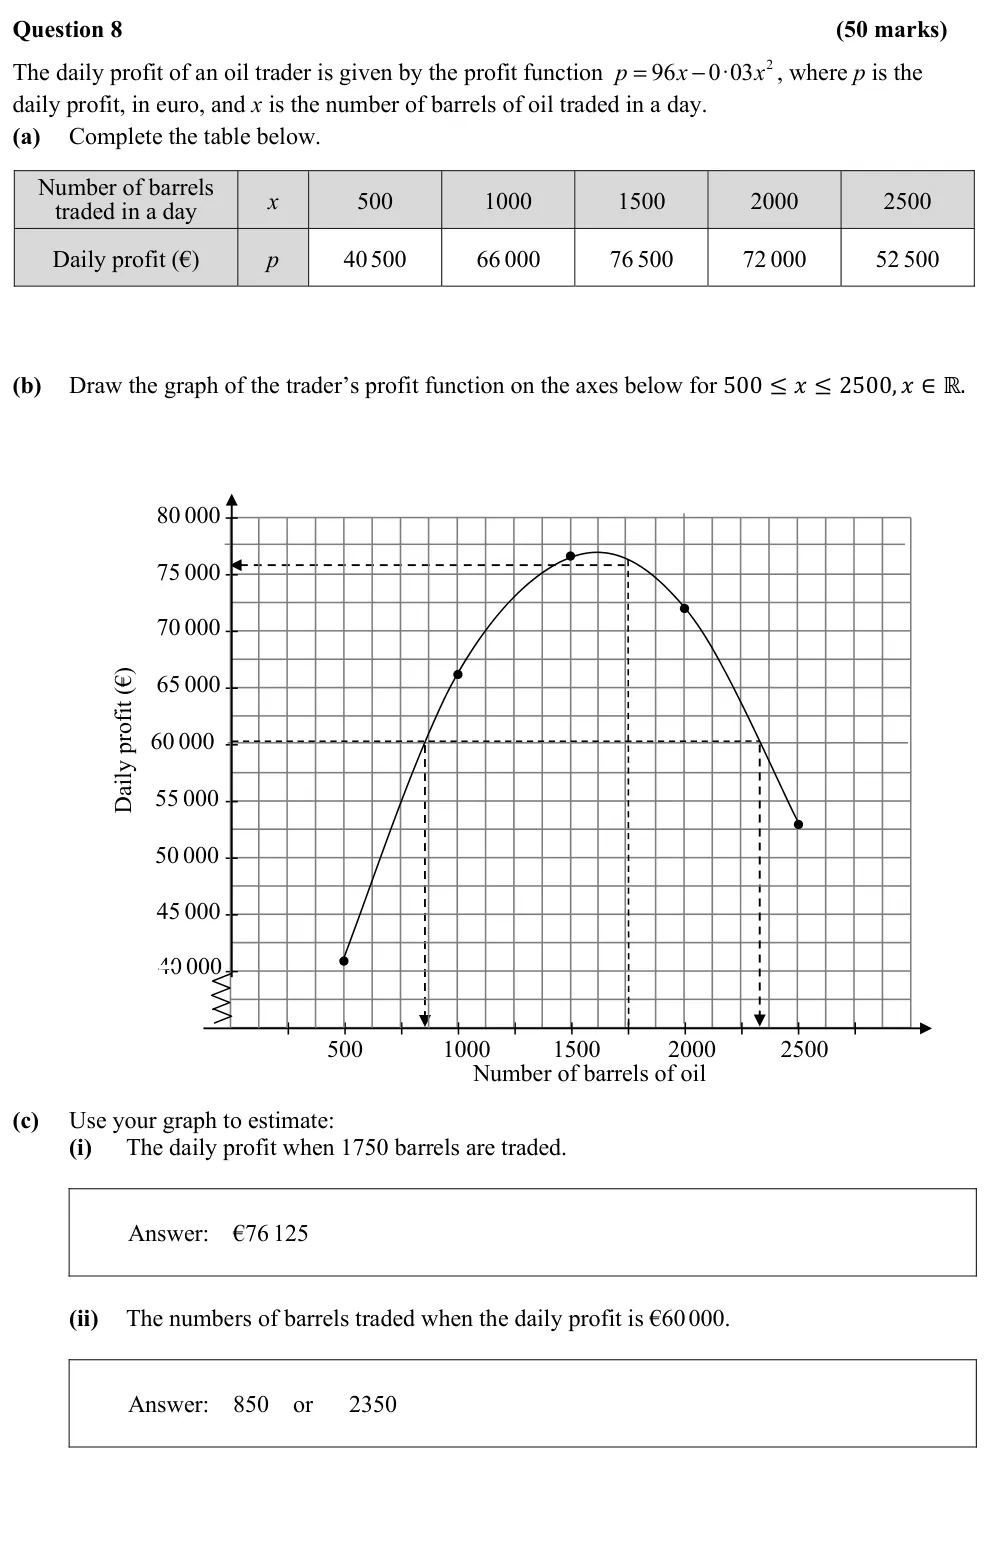 Question 8 (50 marks)
The daily profit of an oil trader is given by the profit function p = 96x − 0·03x², where p is the
daily profit, in euro, and x is the number of barrels of oil traded in a day.
(a) Complete the table below.
Number of barrels
traded in a day x 500 1000 1500 2000 2500
Daily profit (€) p 40 500 66 000 76 500 72 000 52 500
(b) Draw the graph of the trader’s profit function on the axes below for 500 ≤ x ≤ 2500, x ∈ ℝ.
80 000
75 000
70 000
65 000
60 000
55 000
50 000
45 000
40 000
Daily profit (€)
500 1000 1500 2000 2500
Number of barrels of oil
(c) Use your graph to estimate:
(i) The daily profit when 1750 barrels are traded.
Answer: €76 125
(ii) The numbers of barrels traded when the daily profit is €60 000.
Answer: 850 or 2350